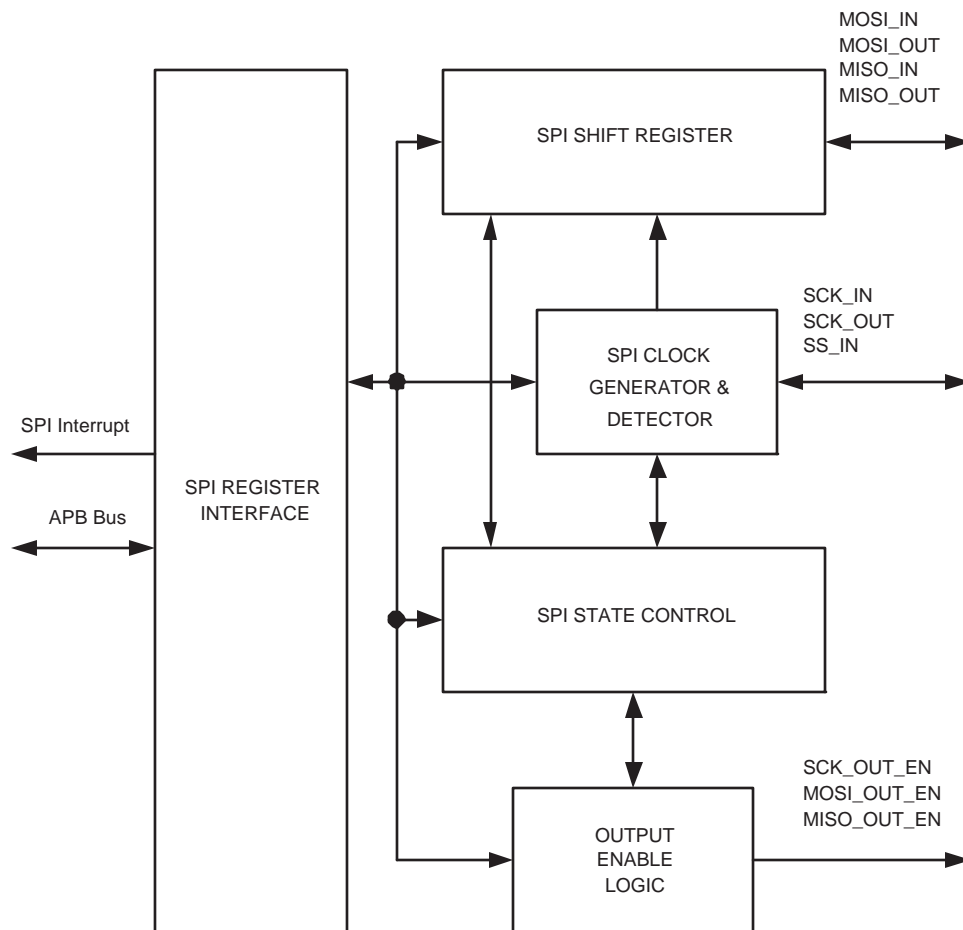 MOSI_IN
MOSI_OUT
MISO_IN
MISO_OUT
SPI SHIFT REGISTER
SCK_IN
SCK_OUT
SS_IN
SPI CLOCK
GENERATOR &
DETECTOR
SPI Interrupt
SPI REGISTER
INTERFACE
APB Bus
SPI STATE CONTROL
SCK_OUT_EN
MOSI_OUT_EN
MISO_OUT_EN
OUTPUT
ENABLE
LOGIC